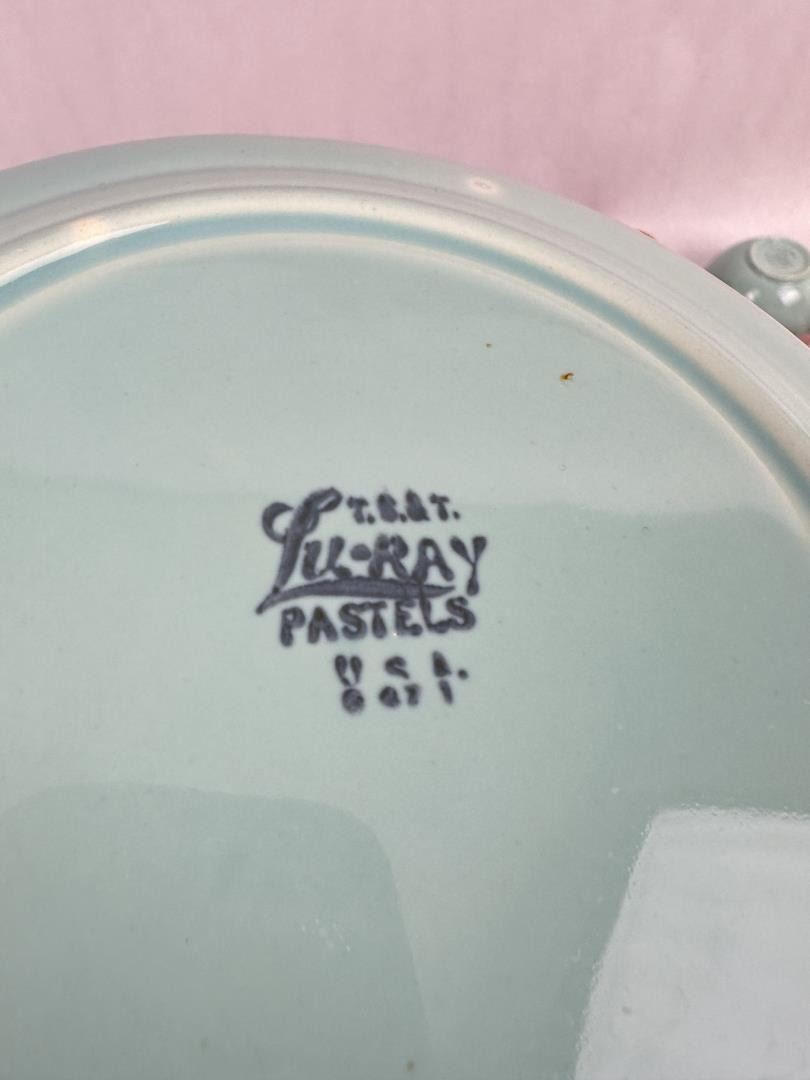 T.S.&T.
Lu-RAY
PASTELS
U S A.